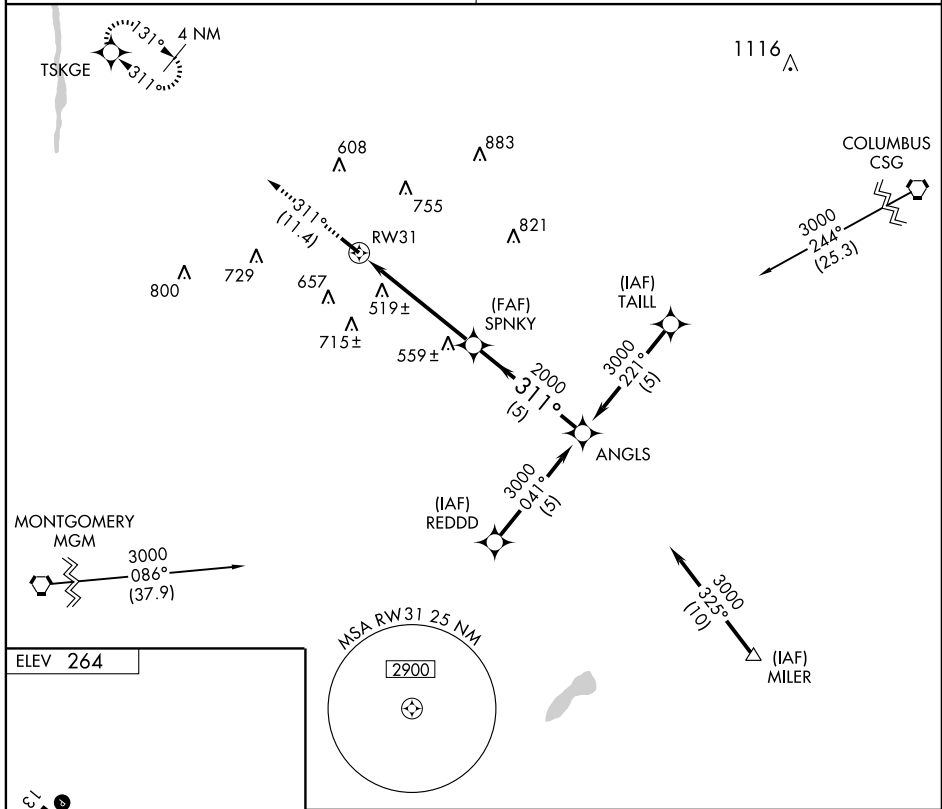 TSKGE
131°
4 NM
311°
1116
COLUMBUS
CSG
608
883
755
3000
244°
(25.3)
311°
(11.4)
RW31
821
729
800
657
519±
(FAF)
SPNKY
(IAF)
TAILL
715±
559±
3000
221°
(5)
2000
311°
(5)
ANGLS
3000
041°
(5)
(IAF)
REDDD
MONTGOMERY
MGM
3000
086°
(37.9)
3000
325°
(10)
(IAF)
MILER
MSA RW31 25 NM
2900
ELEV 264
13
P